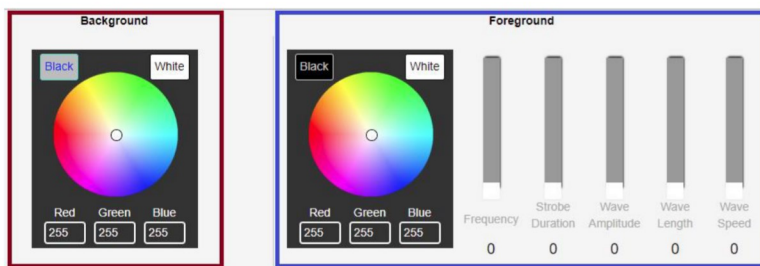 Background
Black White
Red Green Blue
255 255 255
Foreground
Black White
Red Green Blue
255 255 255
Frequency
Strobe
Duration
Wave
Amplitude
Wave
Length
Wave
Speed
0 0 0 0 0